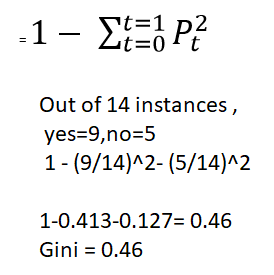 = 1 − ∑_{t=0}^{t=1} P_t^2
Out of 14 instances ,
yes=9,no=5
1 - (9/14)^2- (5/14)^2
1-0.413-0.127= 0.46
Gini = 0.46